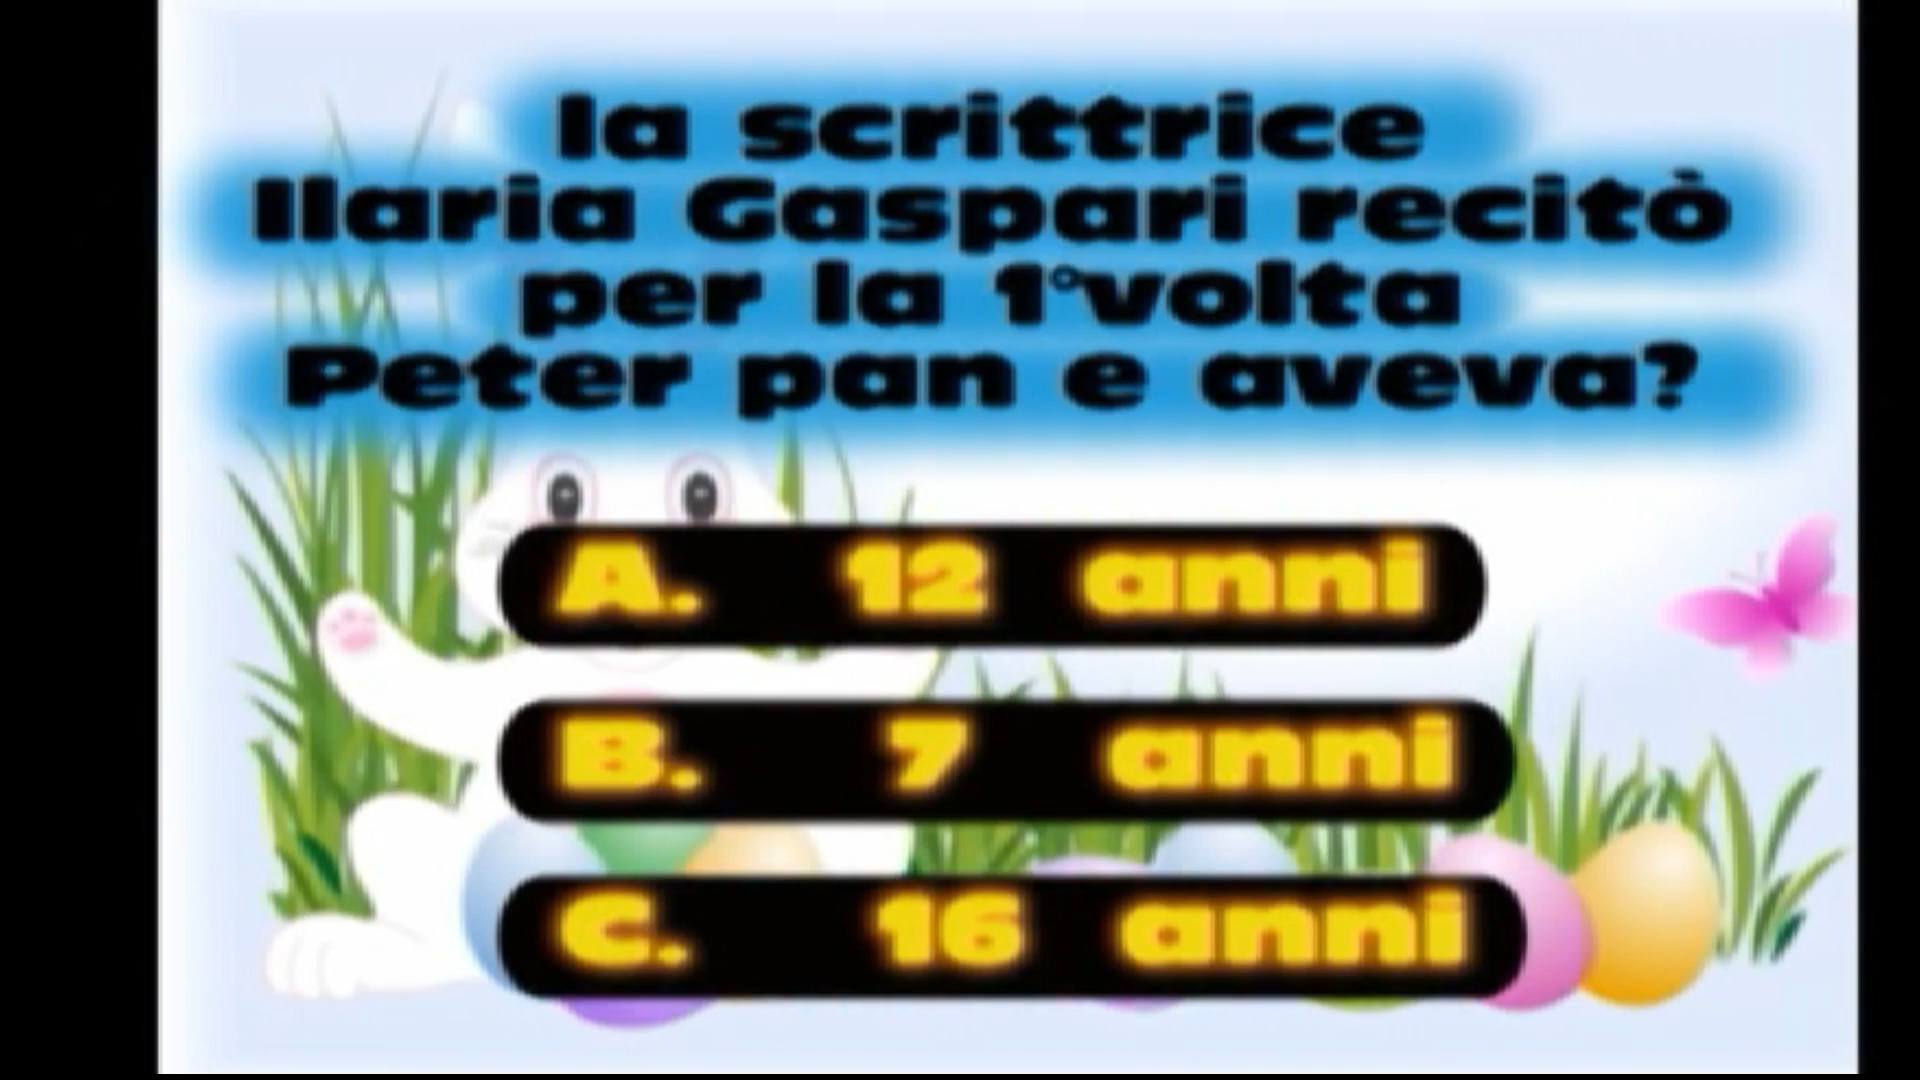 la scrittrice
Ilaria Gaspari recitò
per la 1°volta
Peter pan e aveva?
A. 12 anni
B. 7 anni
C. 16 anni